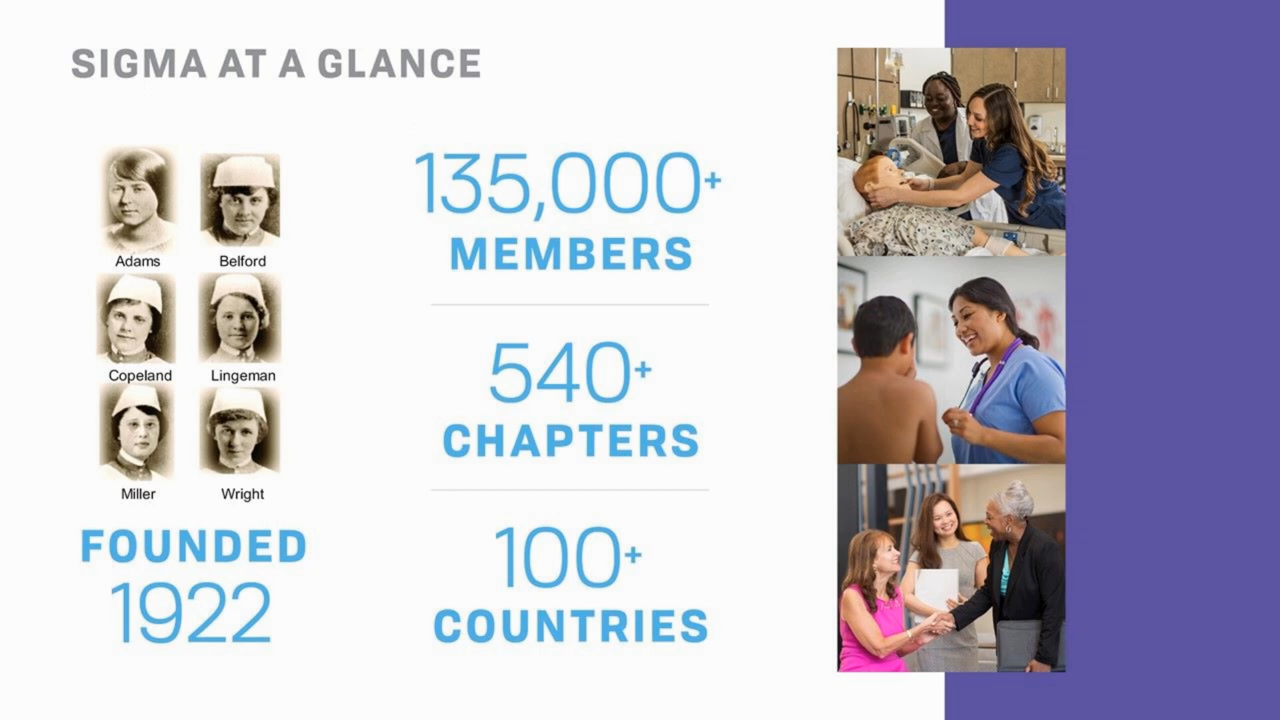 SIGMA AT A GLANCE
Adams
Belford
Copeland
Lingeman
Miller
Wright
FOUNDED
1922
135,000+
MEMBERS
540+
CHAPTERS
100+
COUNTRIES